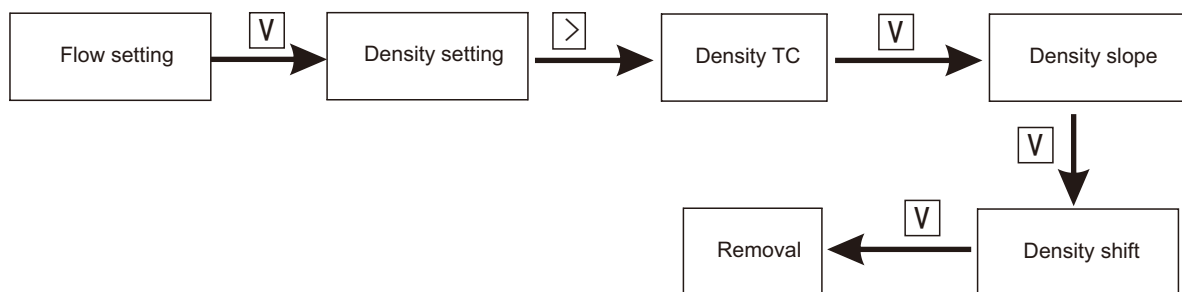 Flow setting
V
Density setting
>
Density TC
V
Density slope
V
Density shift
V
Removal